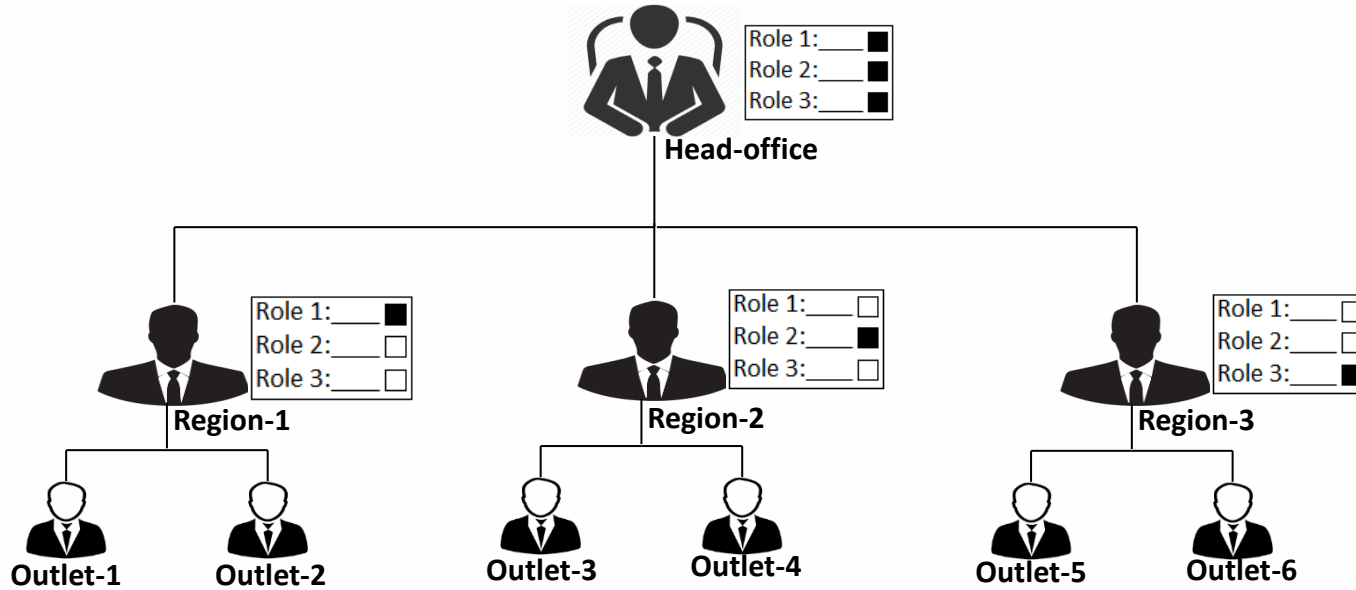 Role 1:____
Role 2:____
Role 3:____
Head-office
Role 1:____
Role 2:____
Role 3:____
Region-1
Role 1:____
Role 2:____
Role 3:____
Region-2
Role 1:____
Role 2:____
Role 3:____
Region-3
Outlet-1
Outlet-2
Outlet-3
Outlet-4
Outlet-5
Outlet-6